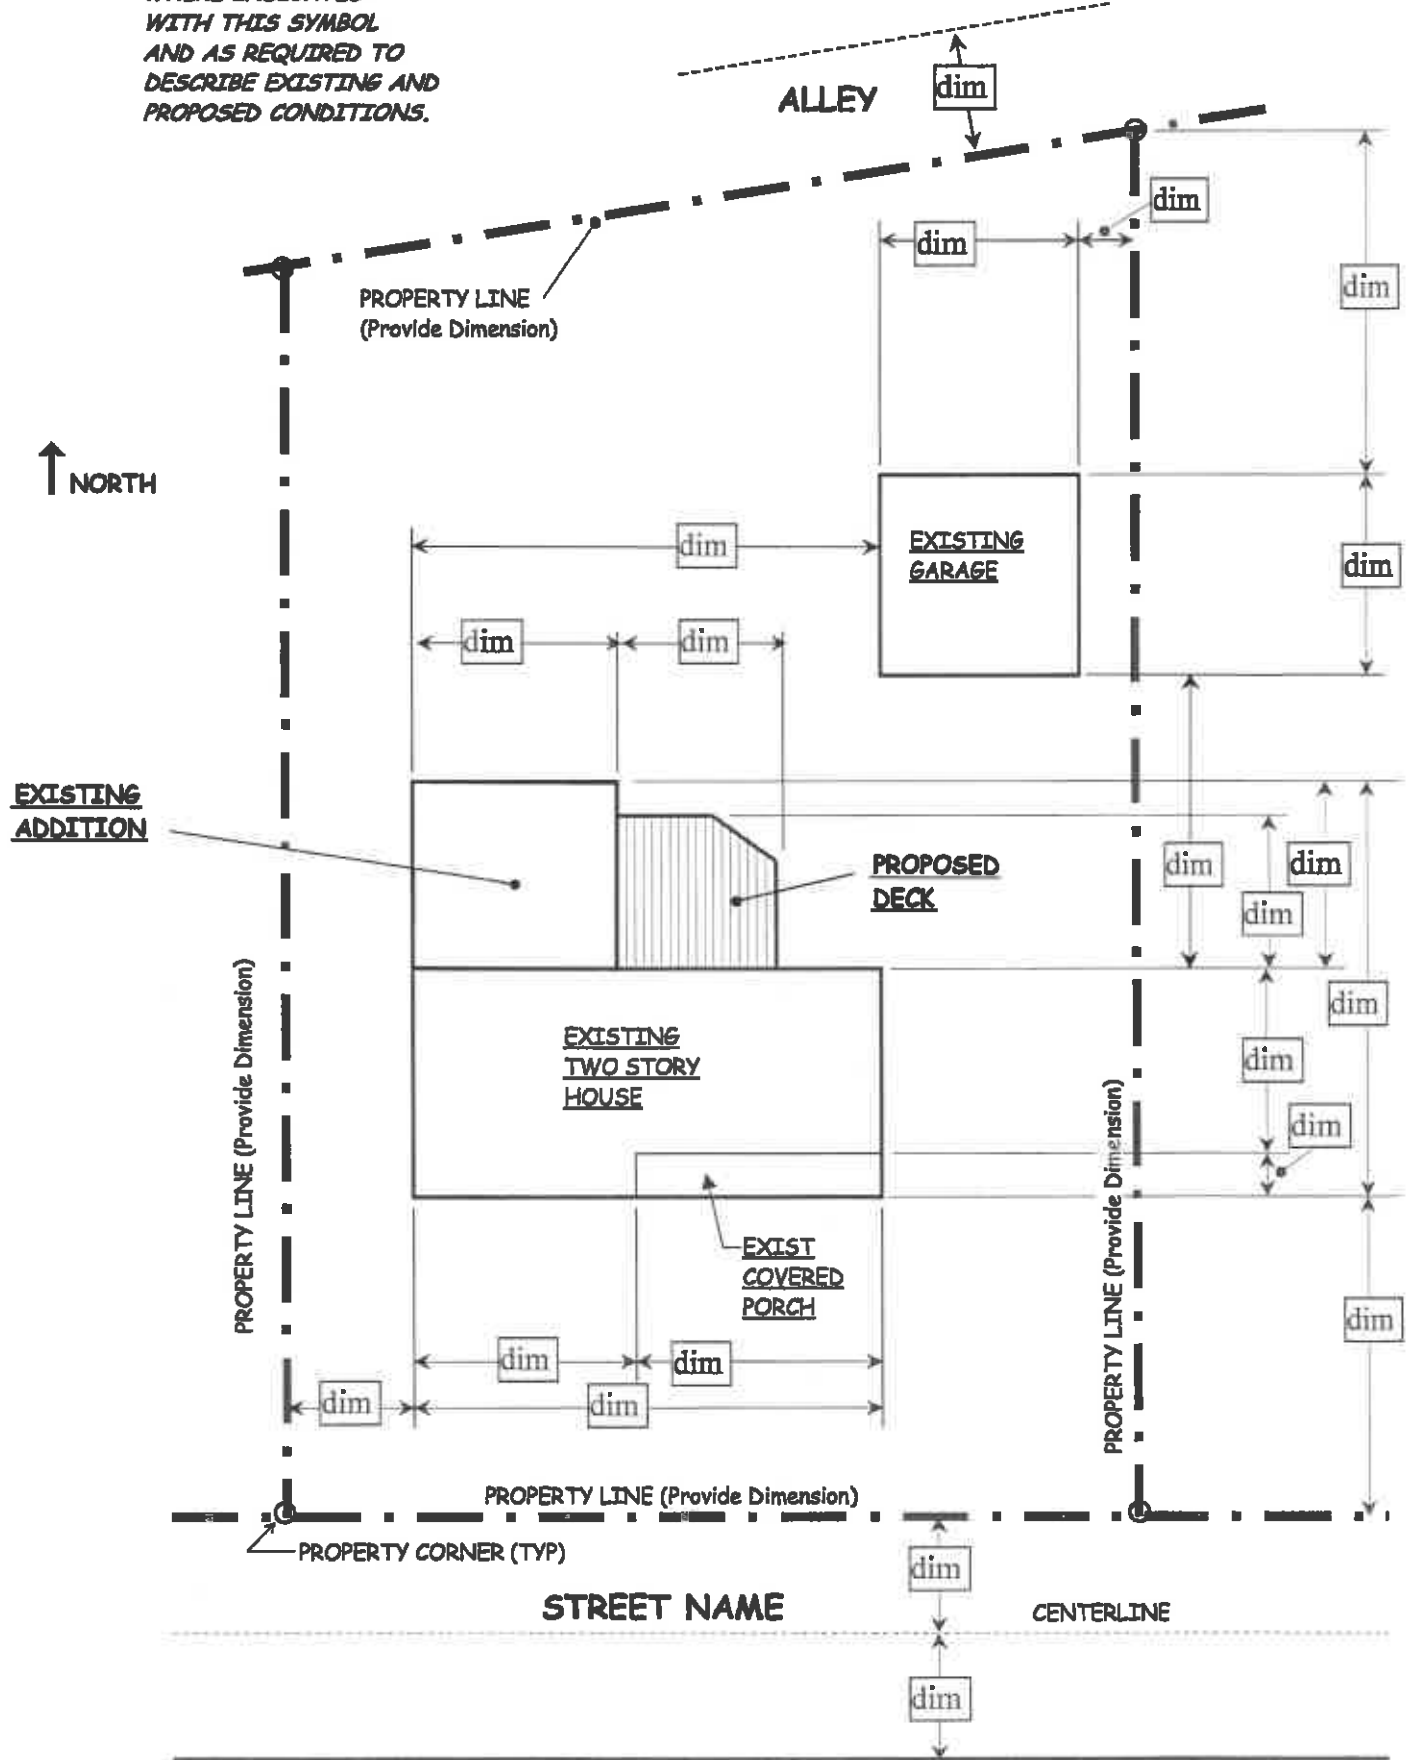 WITH THIS SYMBOL
AND AS REQUIRED TO
DESCRIBE EXISTING AND
PROPOSED CONDITIONS.
ALLEY
dim
dim
dim
dim
PROPERTY LINE
(Provide Dimension)
NORTH
dim
EXISTING
GARAGE
dim
dim
dim
EXISTING
ADDITION
PROPOSED
DECK
dim
dim
dim
dim
PROPERTY LINE (Provide Dimension)
EXISTING
TWO STORY
HOUSE
dim
dim
PROPERTY LINE (Provide Dimension)
EXIST
COVERED
PORCH
dim
dim
dim
dim
dim
PROPERTY LINE (Provide Dimension)
PROPERTY CORNER (TYP)
dim
STREET NAME
CENTERLINE
dim